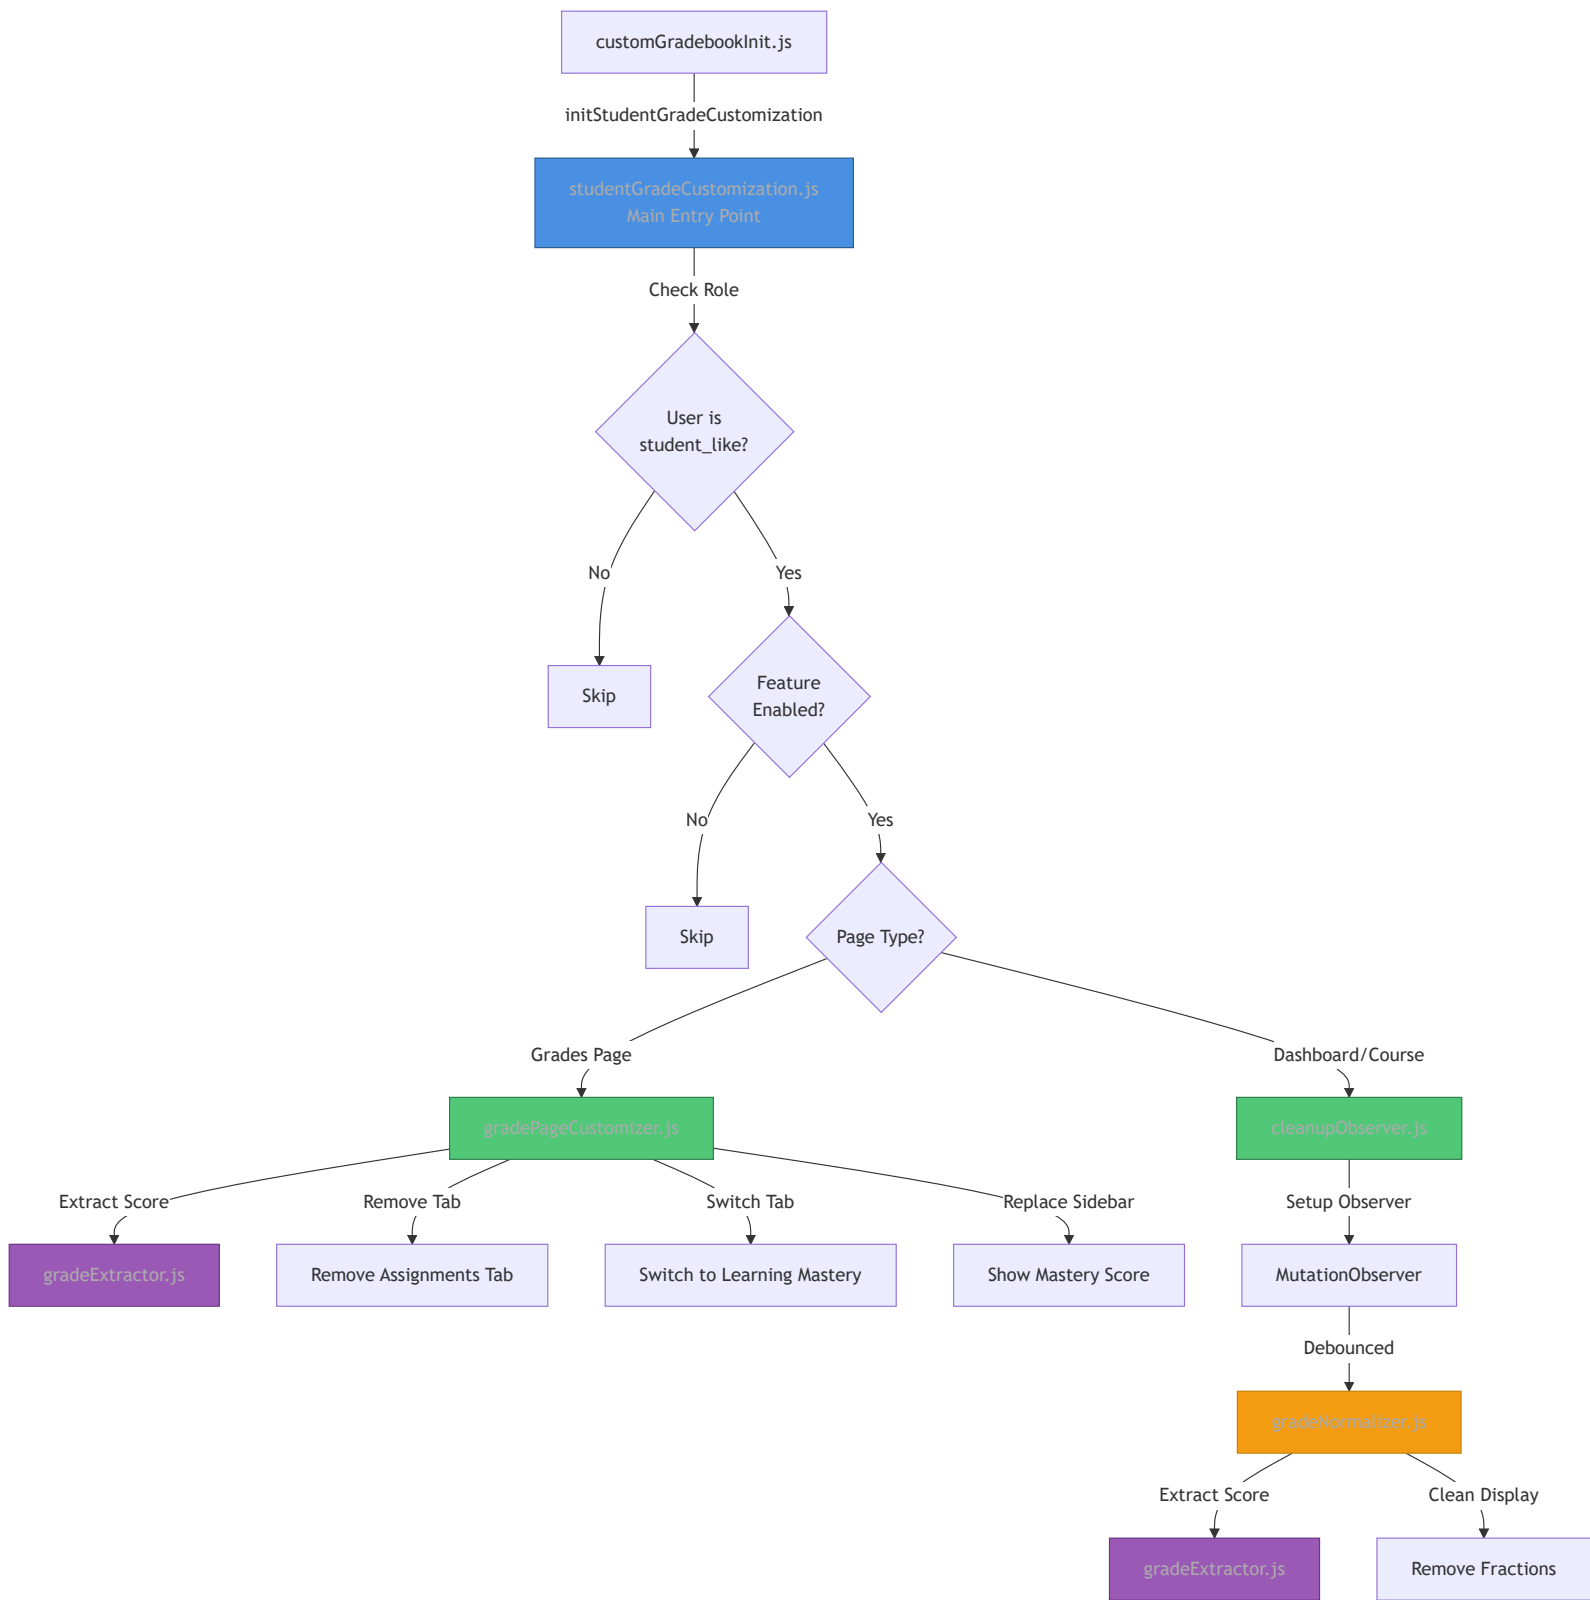 customGradebookInit.js
initStudentGradeCustomization
studentGradeCustomization.js
Main Entry Point
Check Role
User is
student_like?
No
Yes
Skip
Feature
Enabled?
No
Yes
Skip
Page Type?
Grades Page
Dashboard/Course
gradePageCustomizer.js
cleanupObserver.js
Extract Score
Remove Tab
Switch Tab
Replace Sidebar
Setup Observer
gradeExtractor.js
Remove Assignments Tab
Switch to Learning Mastery
Show Mastery Score
MutationObserver
Debounced
gradeNormalizer.js
Extract Score
Clean Display
gradeExtractor.js
Remove Fractions